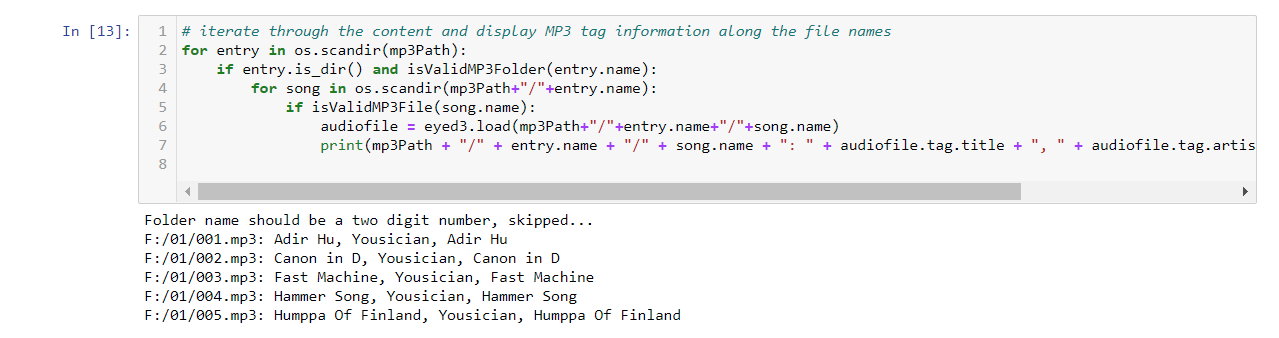 In [13]:
1 # iterate through the content and display MP3 tag information along the file names
2 for entry in os.scandir(mp3Path):
3     if entry.is_dir() and isValidMP3Folder(entry.name):
4         for song in os.scandir(mp3Path+"/"+entry.name):
5             if isValidMP3File(song.name):
6                 audiofile = eyed3.load(mp3Path+"/"+entry.name+"/"+song.name)
7                 print(mp3Path + "/" + entry.name + "/" + song.name + ": " + audiofile.tag.title + ", " + audiofile.tag.artis
8
Folder name should be a two digit number, skipped...
F:/01/001.mp3: Adir Hu, Yousician, Adir Hu
F:/01/002.mp3: Canon in D, Yousician, Canon in D
F:/01/003.mp3: Fast Machine, Yousician, Fast Machine
F:/01/004.mp3: Hammer Song, Yousician, Hammer Song
F:/01/005.mp3: Humppa Of Finland, Yousician, Humppa Of Finland